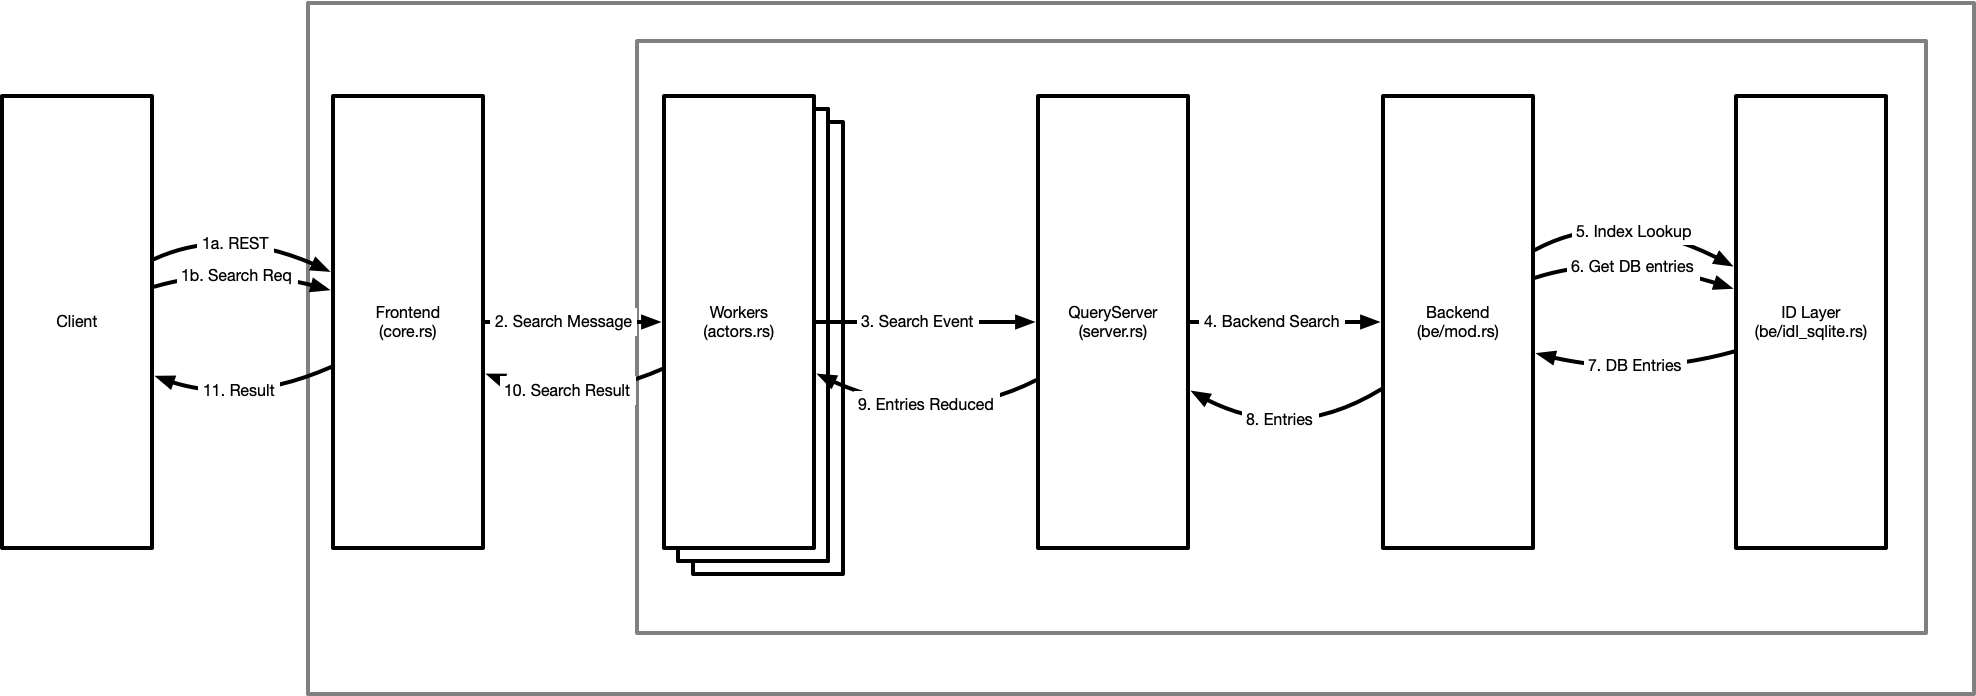 Client
1a. REST
1b. Search Req
11. Result
Frontend
(core.rs)
2. Search Message
10. Search Result
Workers
(actors.rs)
3. Search Event
9. Entries Reduced
QueryServer
(server.rs)
4. Backend Search
8. Entries
Backend
(be/mod.rs)
5. Index Lookup
6. Get DB entries
7. DB Entries
ID Layer
(be/idl_sqlite.rs)